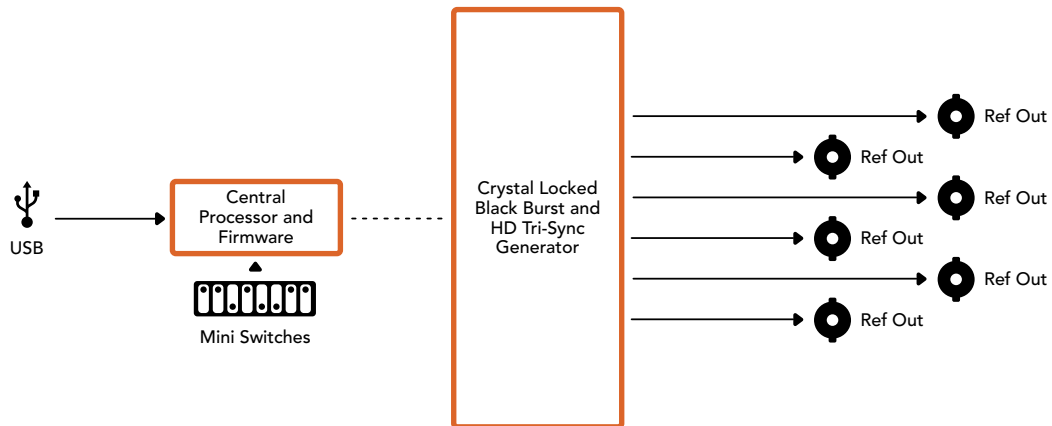 USB
Central
Processor and
Firmware
Mini Switches
Crystal Locked
Black Burst and
HD Tri-Sync
Generator
Ref Out
Ref Out
Ref Out
Ref Out
Ref Out
Ref Out